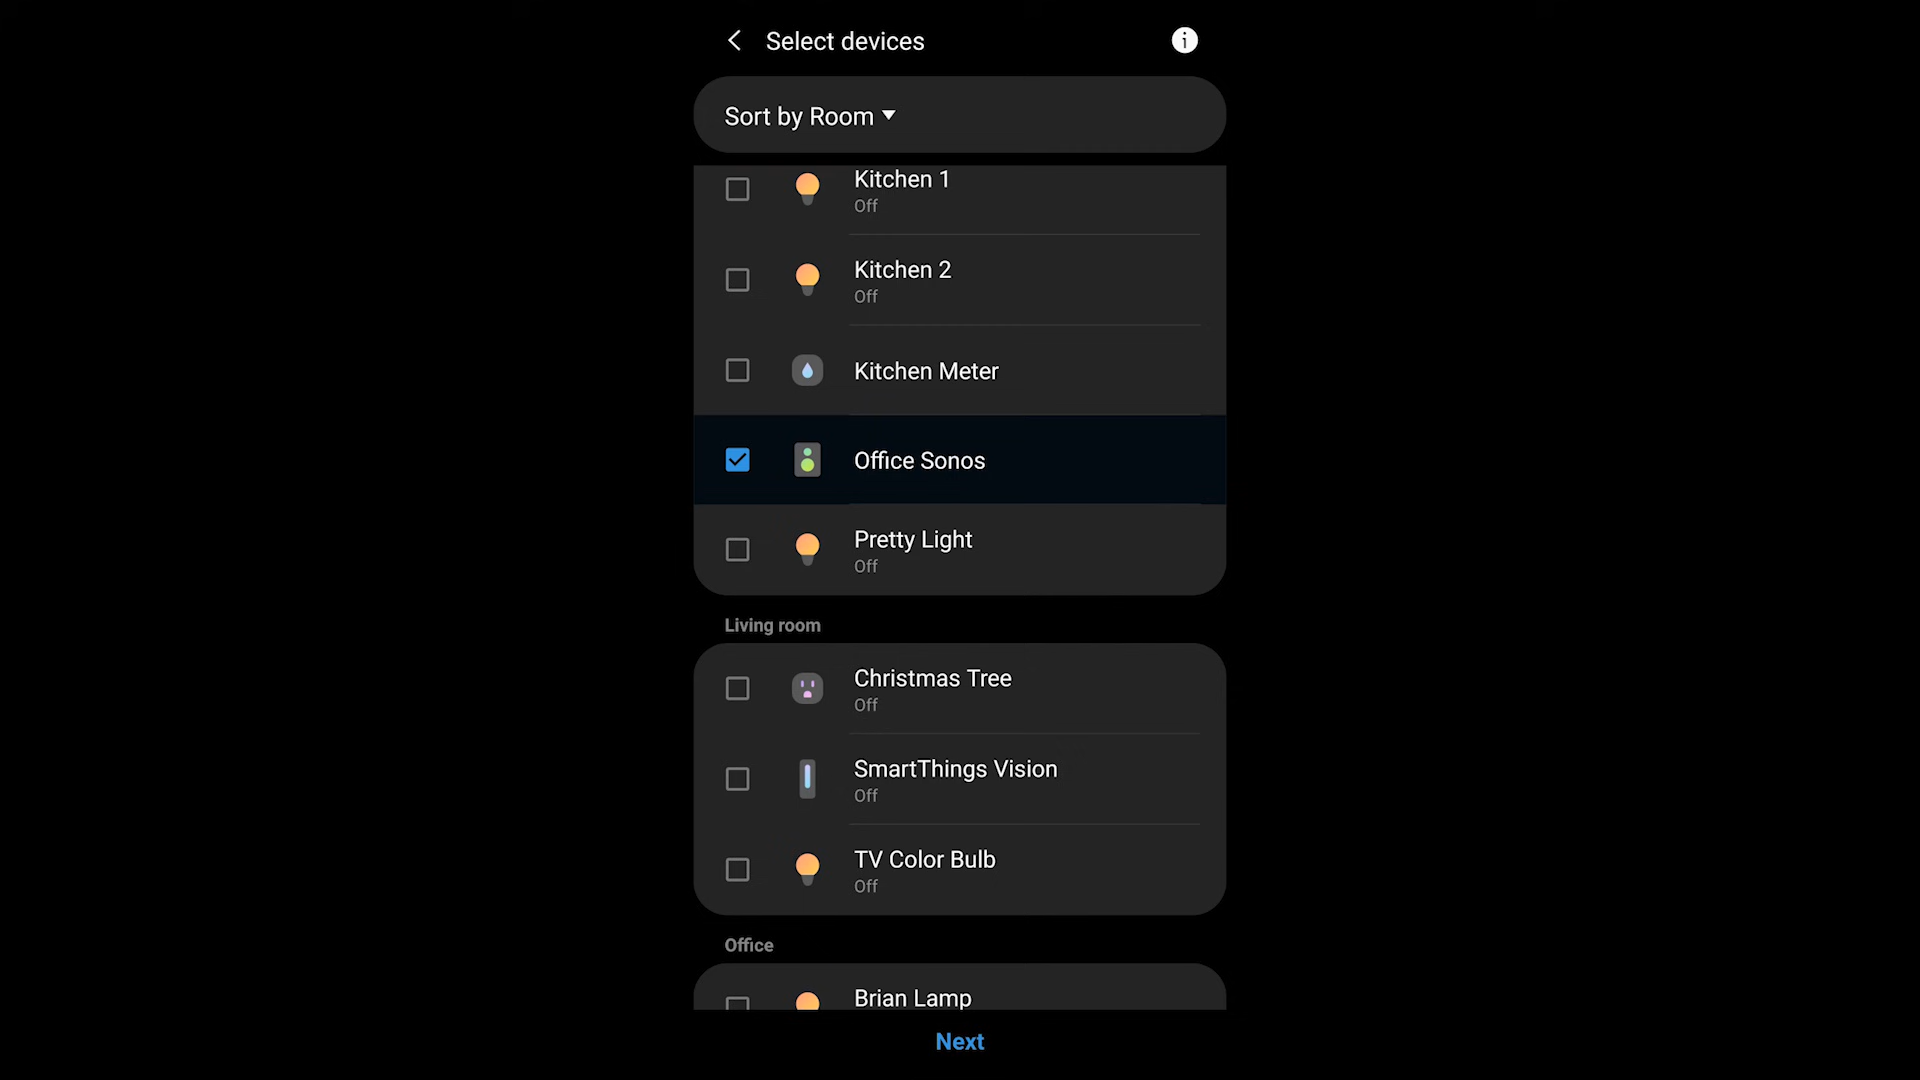 Select devices
Sort by Room
Kitchen 1
Off
Kitchen 2
Off
Kitchen Meter
Office Sonos
Pretty Light
Off
Living room
Christmas Tree
Off
SmartThings Vision
Off
TV Color Bulb
Off
Office
Brian Lamp
Next